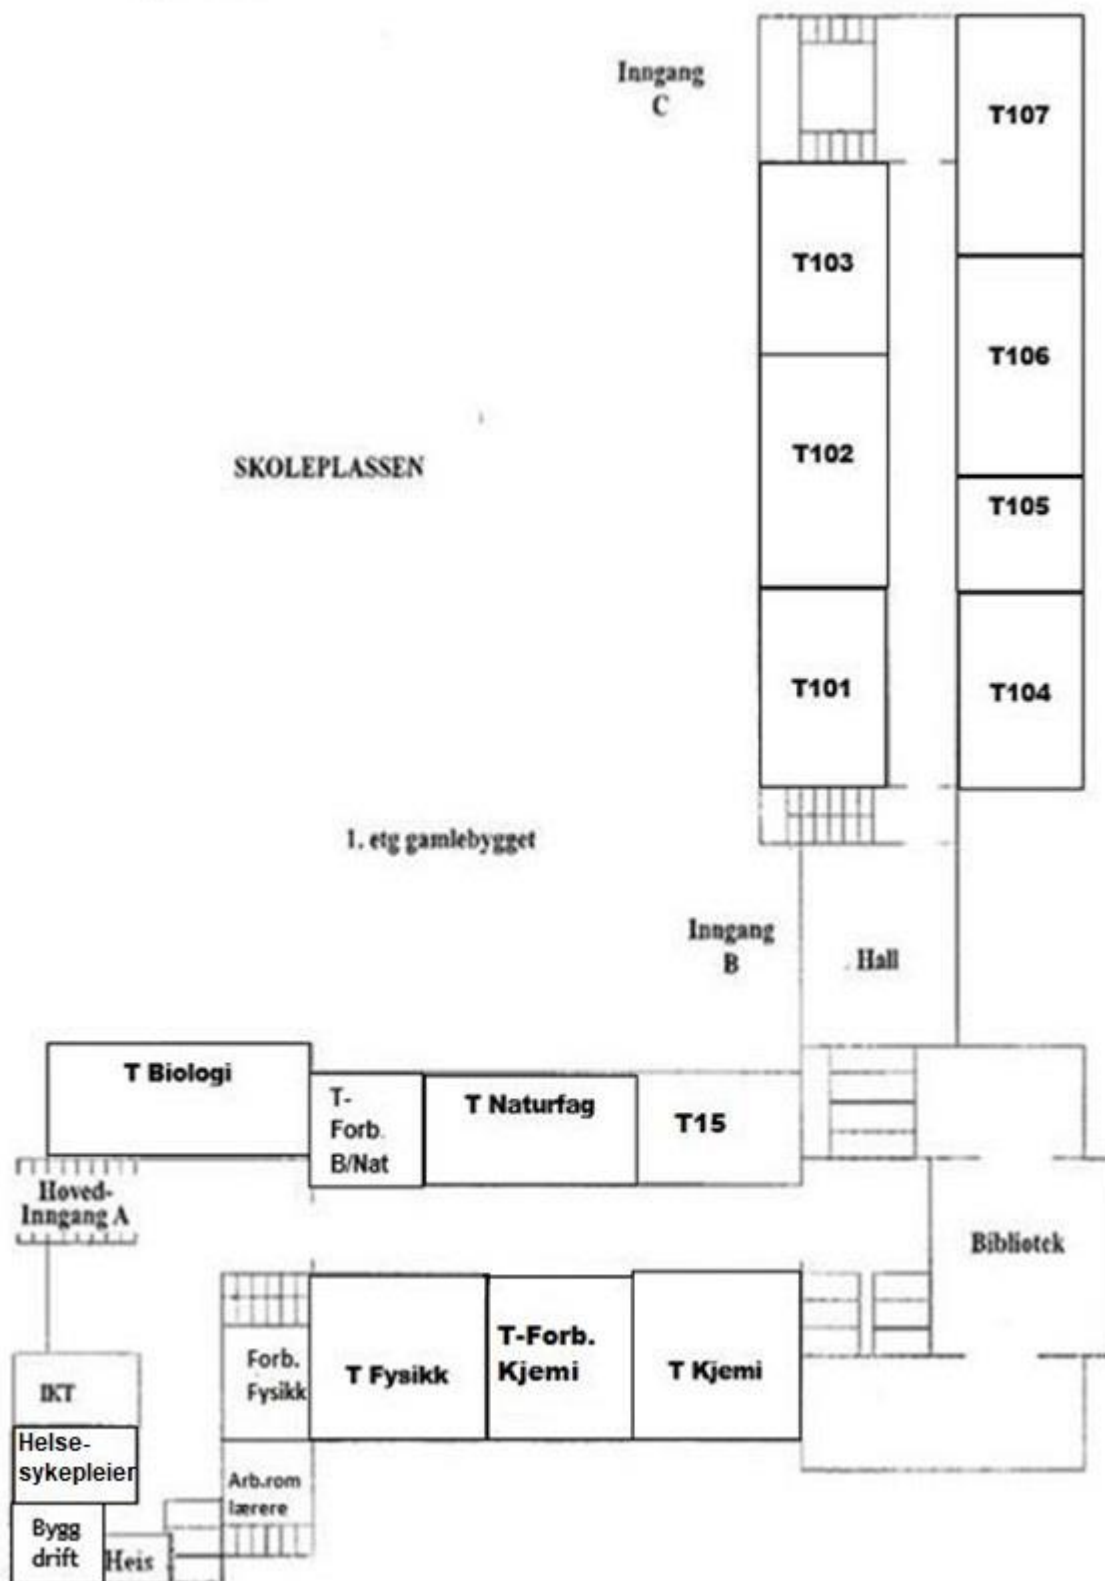 Inngang
C
T107
T103
T106
T102
SKOLEPLASSEN
T105
T101
T104
1. etg gamlebygget
Inngang
B
Hall
T Biologi
T-
Forb.
B/Nat
T Naturfag
T15
Hoved-
Inngang A
Bibliotek
Forb.
Fysikk
T Fysikk
T-Forb.
Kjemi
T Kjemi
IKT
Helse-
sykepleier
Arb.rom
lærere
Bygg
drift
Heis